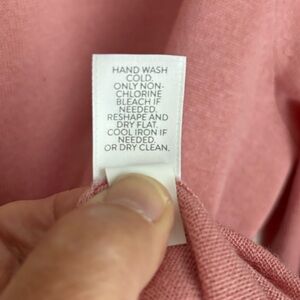 HAND WASH
COLD.
ONLY NON-
CHLORINE
BLEACH IF
NEEDED.
RESHAPE AND
DRY FLAT.
COOL IRON IF
NEEDED.
OR DRY CLEAN.